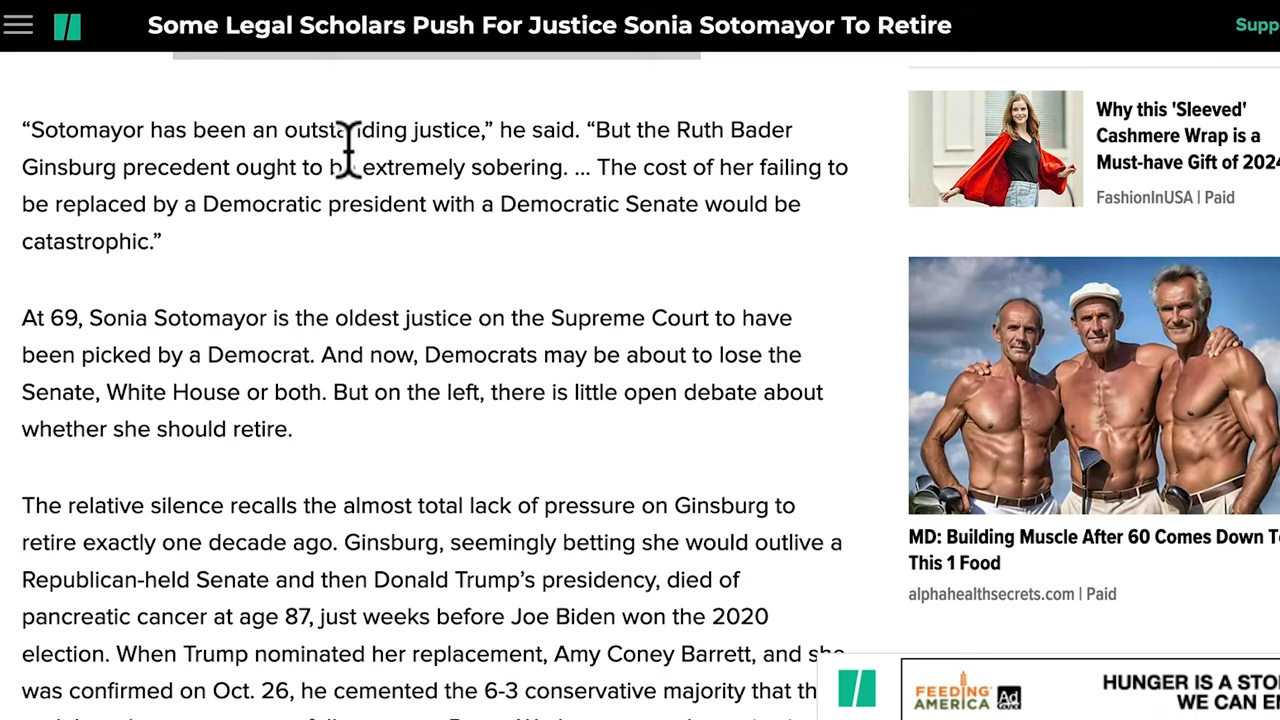 Some Legal Scholars Push For Justice Sonia Sotomayor To Retire
“Sotomayor has been an outstanding justice,” he said. “But the Ruth Bader
Ginsburg precedent ought to be extremely sobering. ... The cost of her failing to
be replaced by a Democratic president with a Democratic Senate would be
catastrophic.”
At 69, Sonia Sotomayor is the oldest justice on the Supreme Court to have
been picked by a Democrat. And now, Democrats may be about to lose the
Senate, White House or both. But on the left, there is little open debate about
whether she should retire.
The relative silence recalls the almost total lack of pressure on Ginsburg to
retire exactly one decade ago. Ginsburg, seemingly betting she would outlive a
Republican-held Senate and then Donald Trump’s presidency, died of
pancreatic cancer at age 87, just weeks before Joe Biden won the 2020
election. When Trump nominated her replacement, Amy Coney Barrett, and she
was confirmed on Oct. 26, he cemented the 6-3 conservative majority that
Supp
Why this 'Sleeved'
Cashmere Wrap is a
Must-have Gift of 2024
FashionInUSA | Paid
MD: Building Muscle After 60 Comes Down T
This 1 Food
alphahealthsecrets.com | Paid
FEEDING
AMERICA
Ad
HUNGER IS A STO
WE CAN E